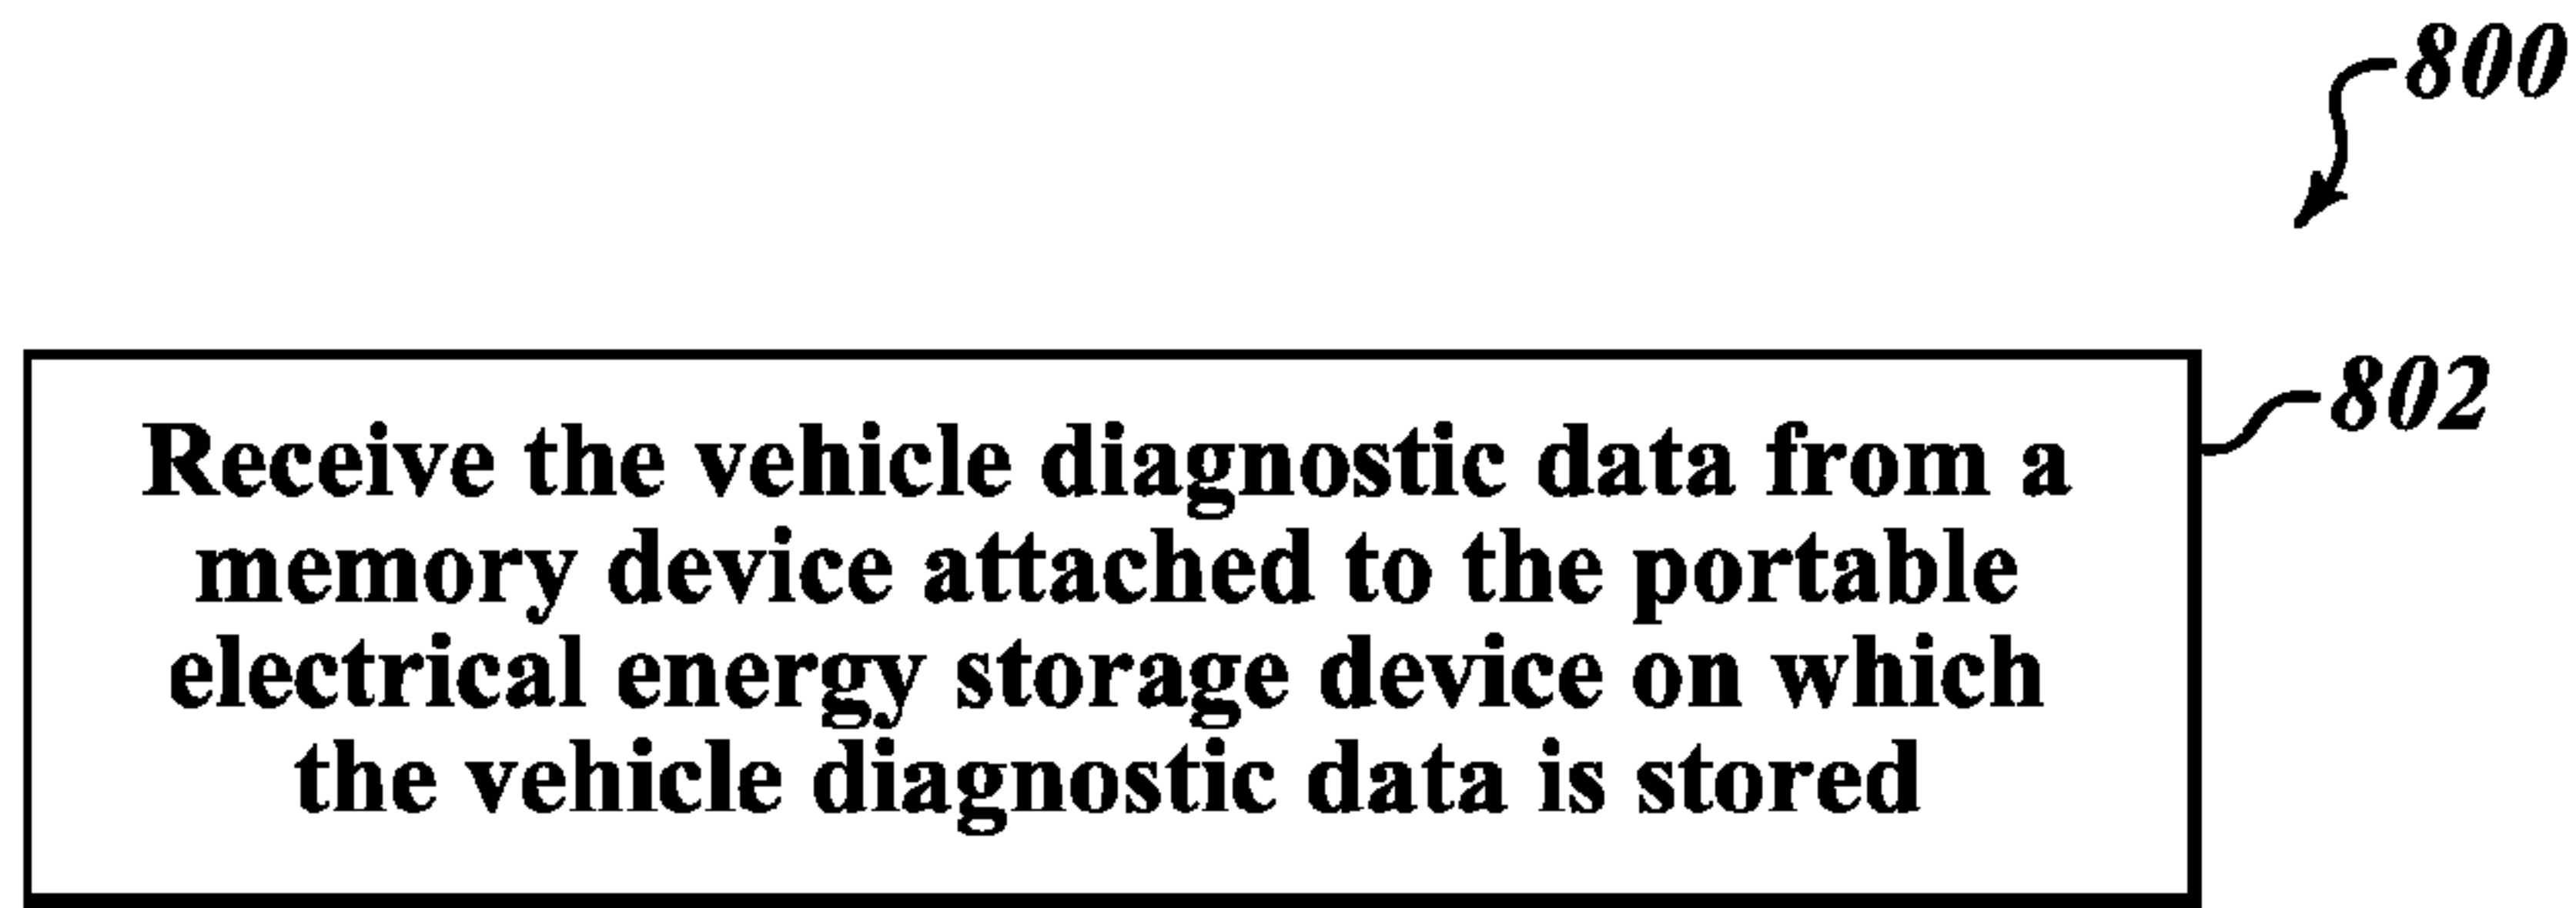 800
802
Receive the vehicle diagnostic data from a
memory device attached to the portable
electrical energy storage device on which
the vehicle diagnostic data is stored